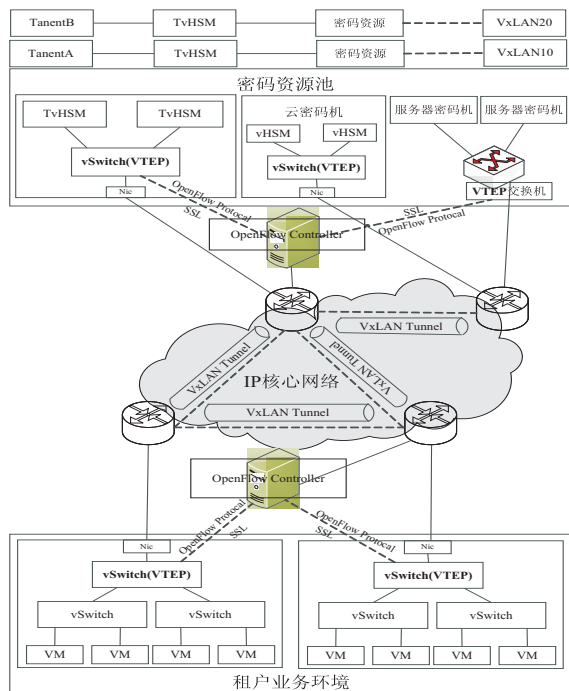 TanentB TvHSM 密码资源 VxLAN20
TanentA TvHSM 密码资源 VxLAN10
密码资源池
TvHSM TvHSM
vSwitch(VTEP)
Nic
云密码机
vHSM vHSM
vSwitch(VTEP)
Nic
服务器密码机 服务器密码机
VTEP交换机
OpenFlow Protocal
SSL
SSL
OpenFlow Protocal
OpenFlow Controller
VxLAN Tunnel
VxLAN Tunnel
VxLAN Tunnel
IP核心网络
VxLAN Tunnel
OpenFlow Controller
OpenFlow Protocal
SSL
OpenFlow Protocal
SSL
Nic
vSwitch(VTEP)
vSwitch vSwitch
VM VM VM VM
Nic
vSwitch(VTEP)
vSwitch vSwitch
VM VM VM VM
租户业务环境